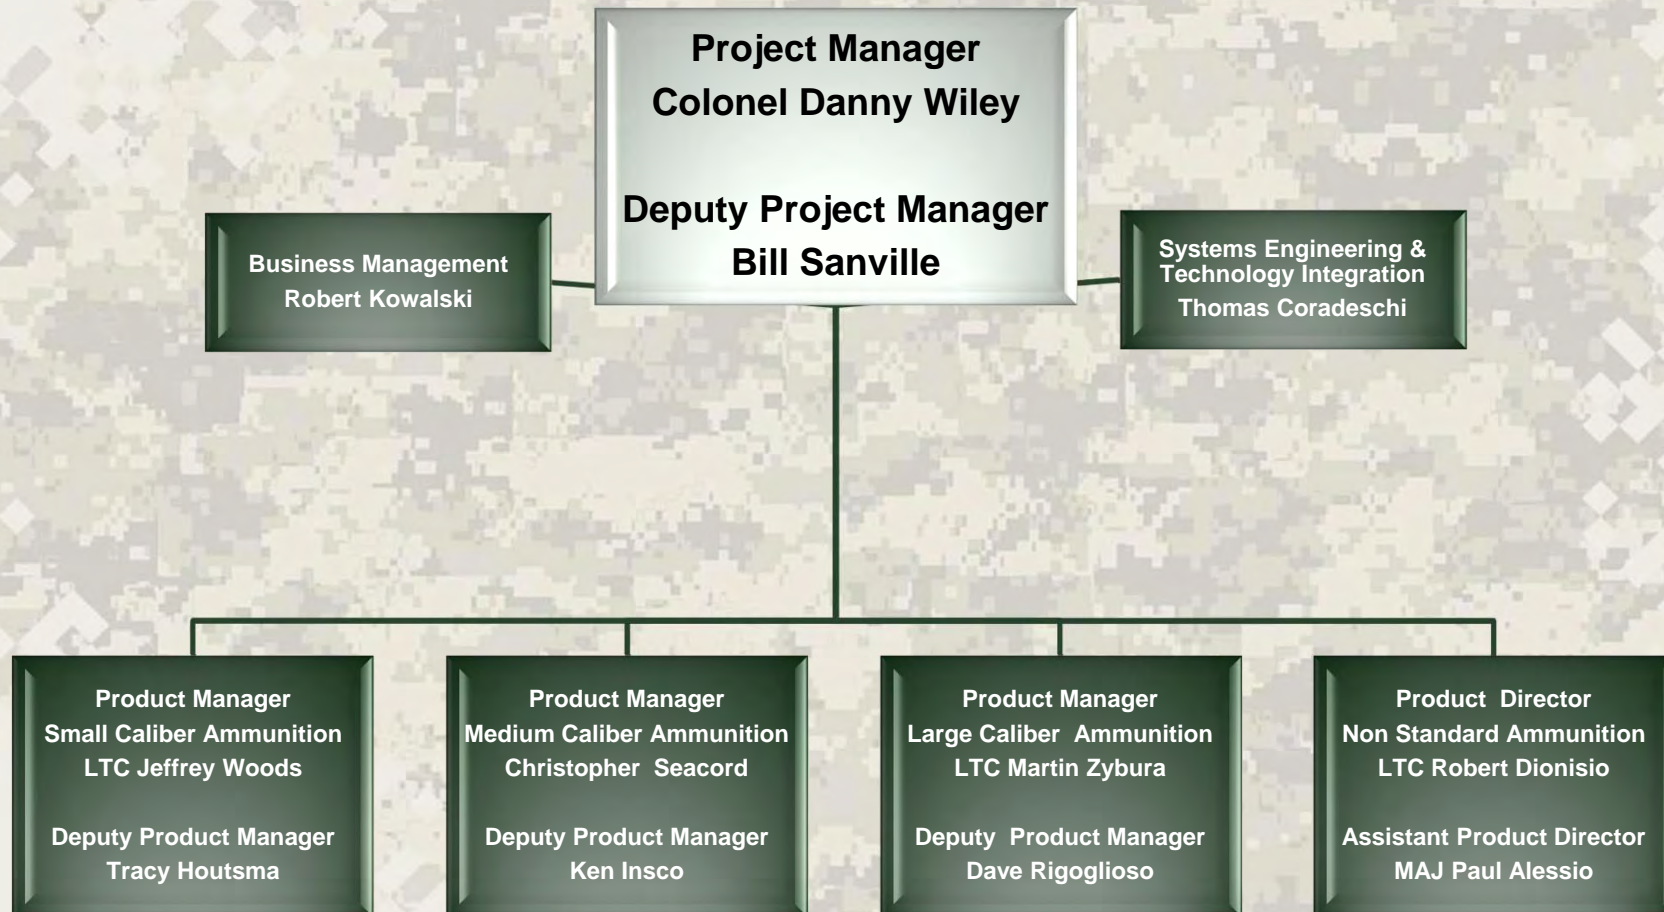 Project Manager
Colonel Danny Wiley
Deputy Project Manager
Bill Sanville
Business Management
Robert Kowalski
Systems Engineering &
Technology Integration
Thomas Coradeschi
Product Manager
Small Caliber Ammunition
LTC Jeffrey Woods
Deputy Product Manager
Tracy Houtsma
Product Manager
Medium Caliber Ammunition
Christopher Seacord
Deputy Product Manager
Ken Insco
Product Manager
Large Caliber Ammunition
LTC Martin Zybura
Deputy Product Manager
Dave Rigoglioso
Product Director
Non Standard Ammunition
LTC Robert Dionisio
Assistant Product Director
MAJ Paul Alessio